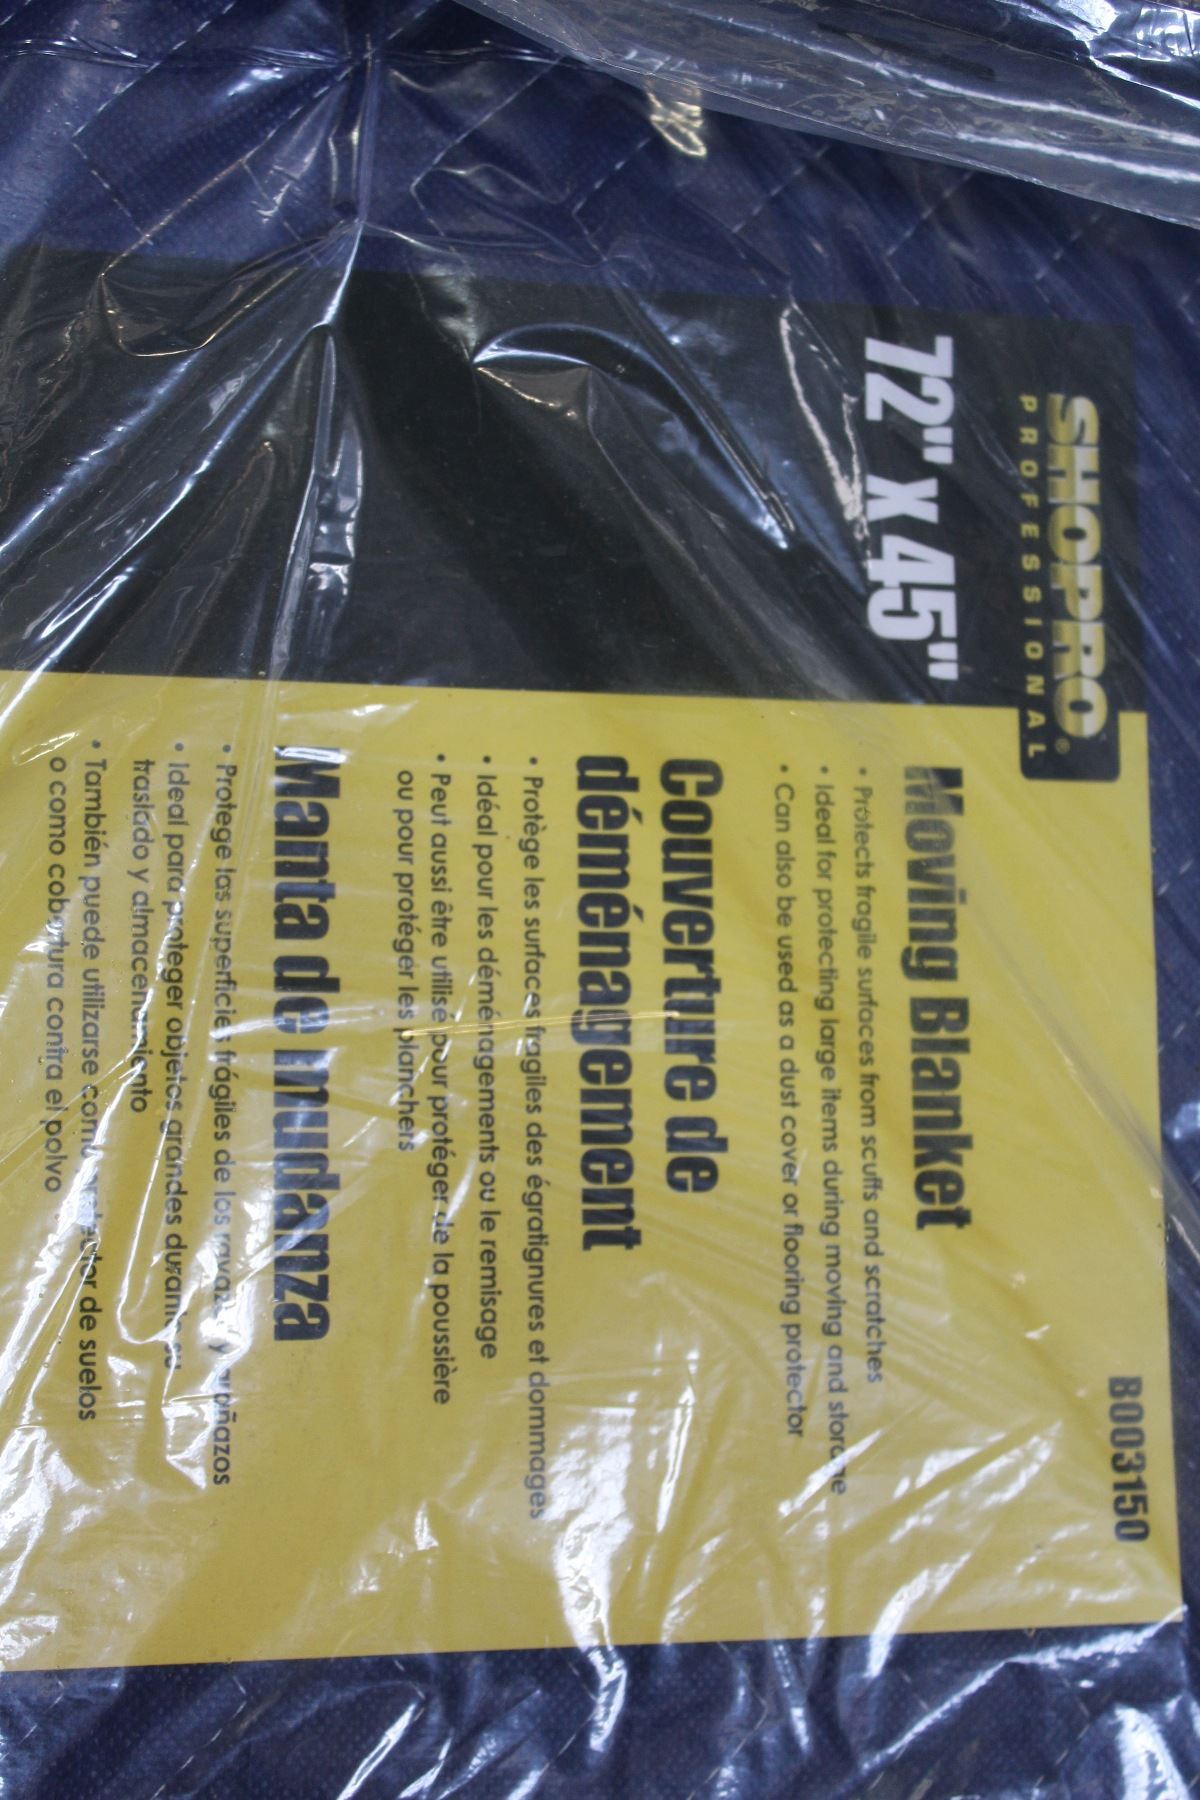 SHOPRO®
PROFESSIONAL
72" x 45"
B003150
Moving Blanket
• Protects fragile surfaces from scuffs and scratches
• Ideal for protecting large items during moving and storage
• Can also be used as a dust cover or flooring protector
Couverture de
déménagement
• Protège les surfaces fragiles des égratignures et dommages
• Idéal pour les déménagements ou le remisage
• Peut aussi être utilisé pour protéger de la poussière
ou pour protéger les planchers
Manta de mudanza
• Protege las superficies frágiles de los rayazos y arañazos
• Ideal para proteger objetos grandes durante su
traslado y almacenamiento
• También puede utilizarse como protector de suelos
o como cobertura contra el polvo